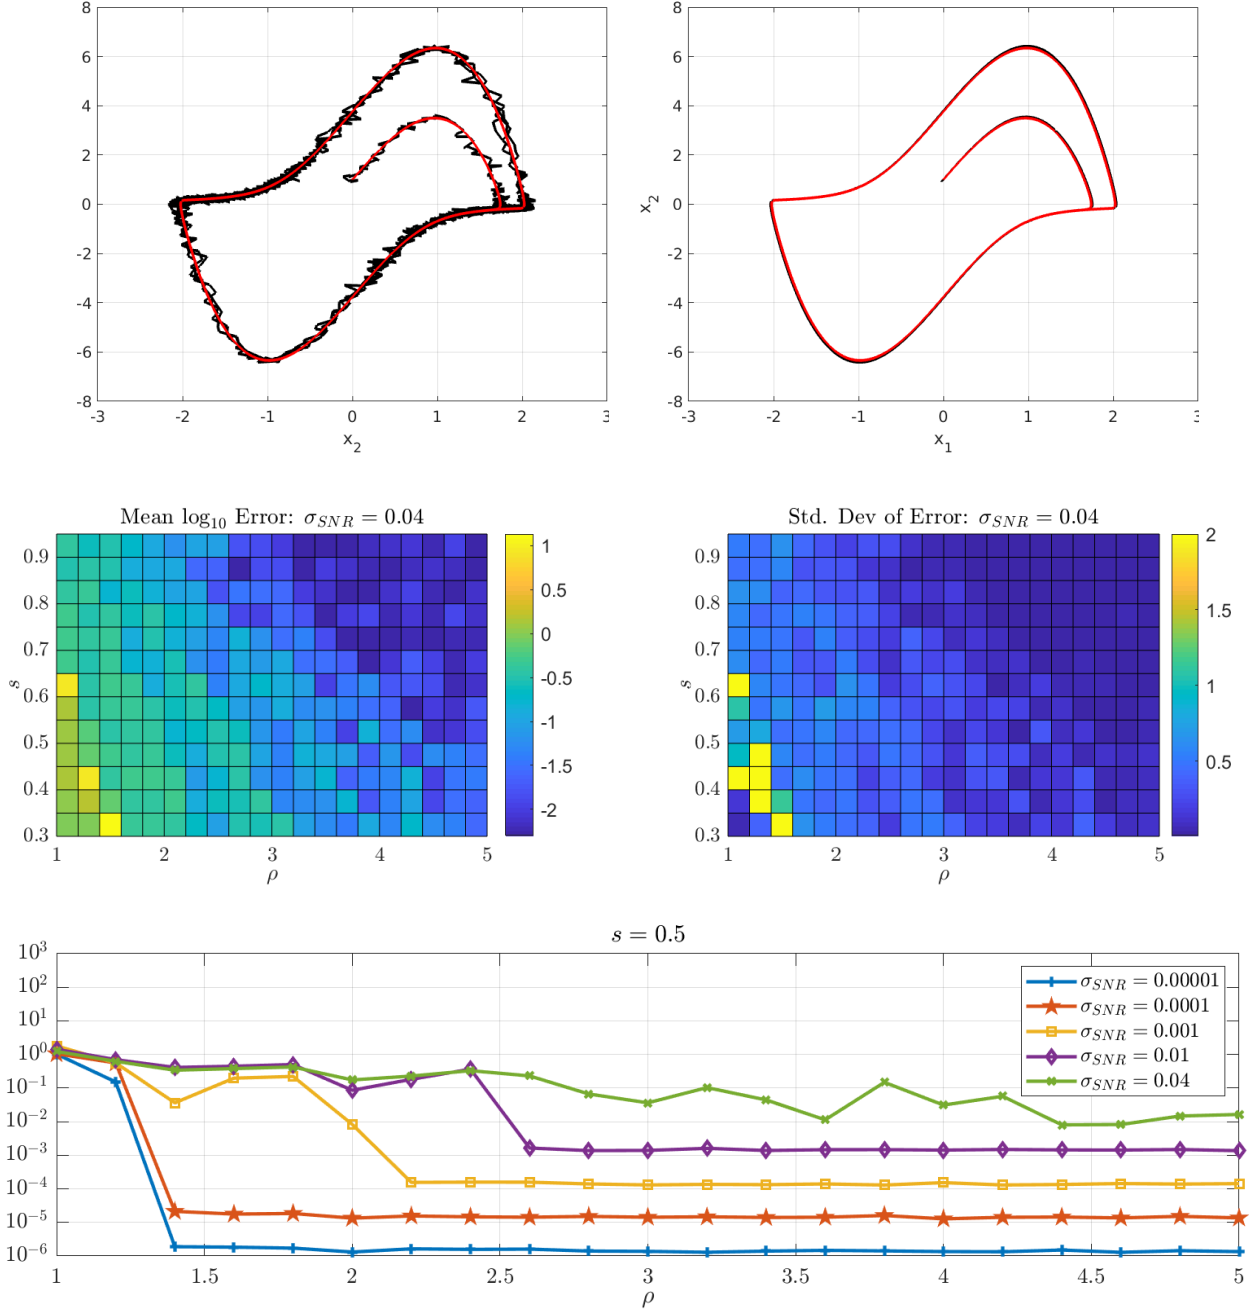 8
6
4
2
0
-2
-4
-6
-8
-3 -2 -1 0 1 2 3
x2
8
6
4
2
0
-2
-4
-6
-8
x2
-3 -2 -1 0 1 2 3
x1
Mean log10 Error: σSNR = 0.04
0.9
0.8
0.7
0.6
0.5
0.4
0.3
s
1 2 3 4 5
ρ
1
0.5
0
-0.5
-1
-1.5
-2
Std. Dev of Error: σSNR = 0.04
0.9
0.8
0.7
0.6
0.5
0.4
0.3
s
1 2 3 4 5
ρ
2
1.5
1
0.5
s = 0.5
10^3
10^2
10^1
10^0
10^-1
10^-2
10^-3
10^-4
10^-5
10^-6
σSNR = 0.00001
σSNR = 0.0001
σSNR = 0.001
σSNR = 0.01
σSNR = 0.04
1 1.5 2 2.5 3 3.5 4 4.5 5
ρ